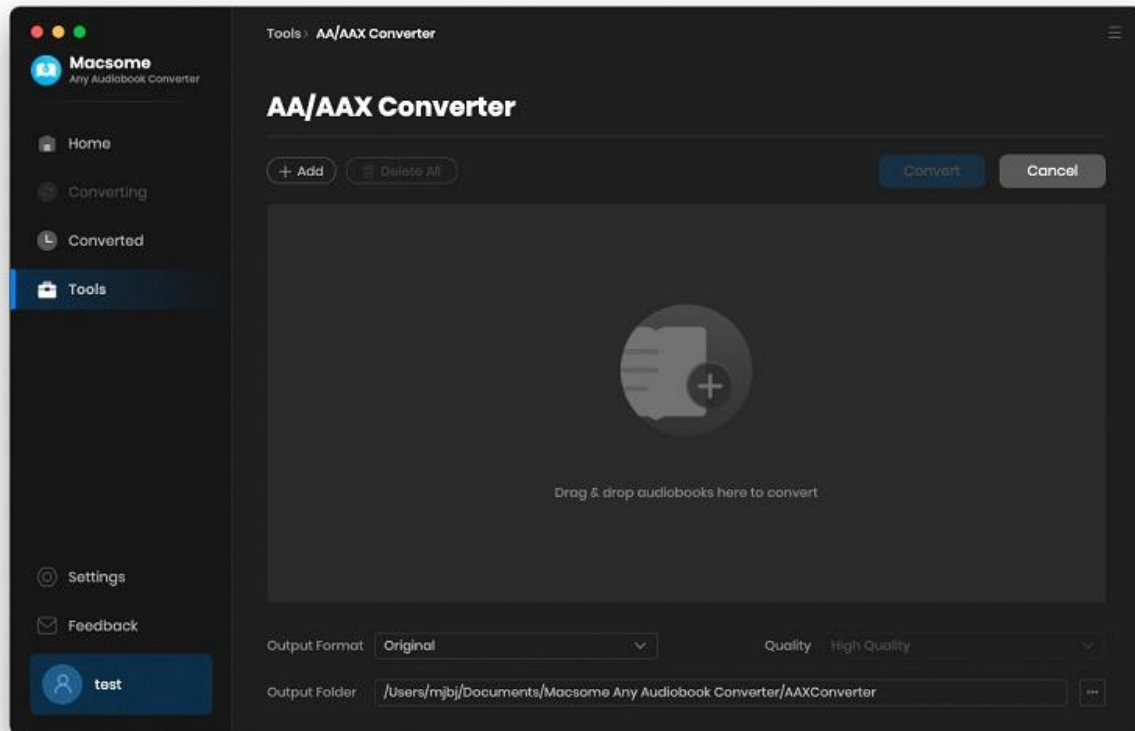 Macsome
Any Audiobook Converter
Home
Converting
Converted
Tools
Settings
Feedback
test
Tools › AA/AAX Converter
AA/AAX Converter
+ Add
Delete All
Convert
Cancel
Drag & drop audiobooks here to convert
Output Format Original
Quality High Quality
Output Folder /Users/mjbj/Documents/Macsome Any Audiobook Converter/AAXConverter